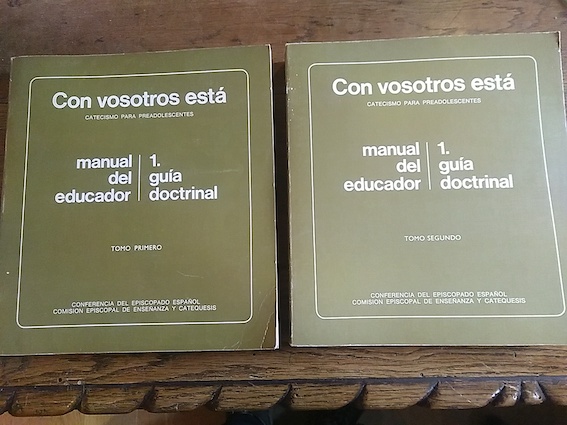 Con vosotros está
CATECISMO PARA PREADOLESCENTES
manual del educador
1. guía doctrinal
TOMO PRIMERO
CONFERENCIA DEL EPISCOPADO ESPAÑOL
COMISION EPISCOPAL DE ENSEÑANZA Y CATEQUESIS
Con vosotros está
CATECISMO PARA PREADOLESCENTES
manual del educador
1. guía doctrinal
TOMO SEGUNDO
CONFERENCIA DEL EPISCOPADO ESPAÑOL
COMISION EPISCOPAL DE ENSEÑANZA Y CATEQUESIS